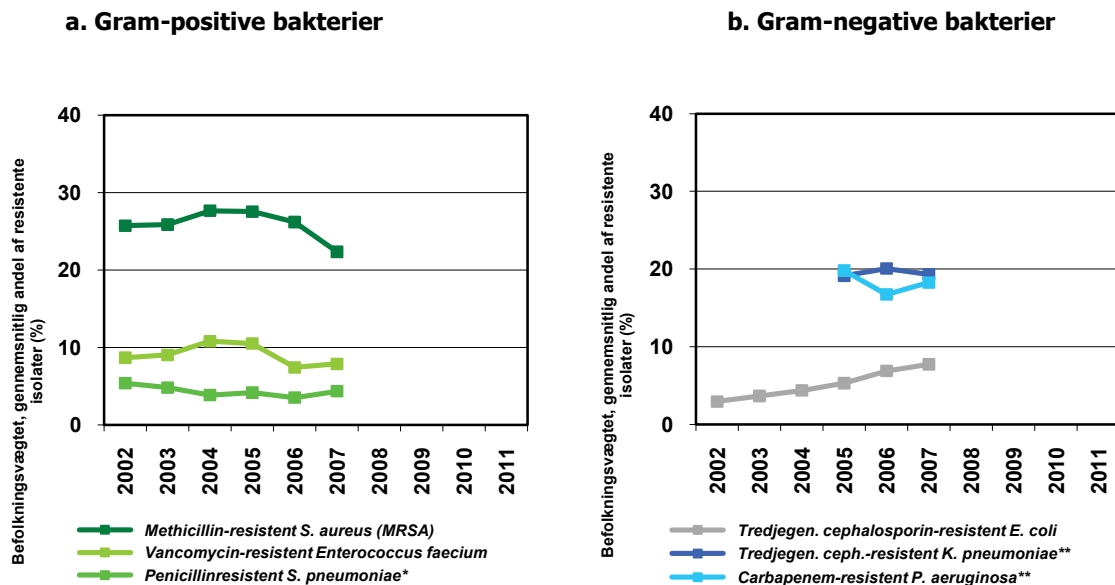 a. Gram-positive bakterier
Befolkningsvægtet, gennemsnitlig andel af resistente
isolater (%)
40
30
20
10
0
2002
2003
2004
2005
2006
2007
2008
2009
2010
2011
Methicillin-resistent S. aureus (MRSA)
Vancomycin-resistent Enterococcus faecium
Penicillinresistent S. pneumoniae*
b. Gram-negative bakterier
Befolkningsvægtet, gennemsnitlig andel af resistente
isolater (%)
40
30
20
10
0
2002
2003
2004
2005
2006
2007
2008
2009
2010
2011
Tredjegen. cephalosporin-resistent E. coli
Tredjegen. ceph.-resistent K. pneumoniae**
Carbapenem-resistent P. aeruginosa**